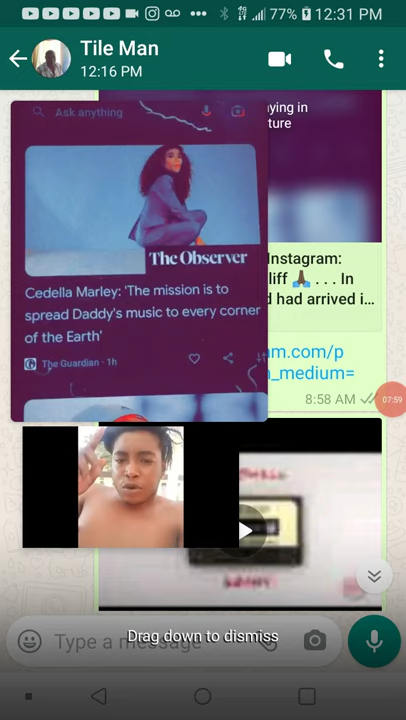 77% 12:31 PM
Tile Man
12:16 PM
Ask anything
aying in
ture
The Observer
Cedella Marley: 'The mission is to
spread Daddy's music to every corner
of the Earth'
The Guardian · 1h
Instagram:
liff 🙏🏾 . . . In
d had arrived i...
am.com/p
n_medium=
8:58 AM
07:59
Drag down to dismiss
Type a message